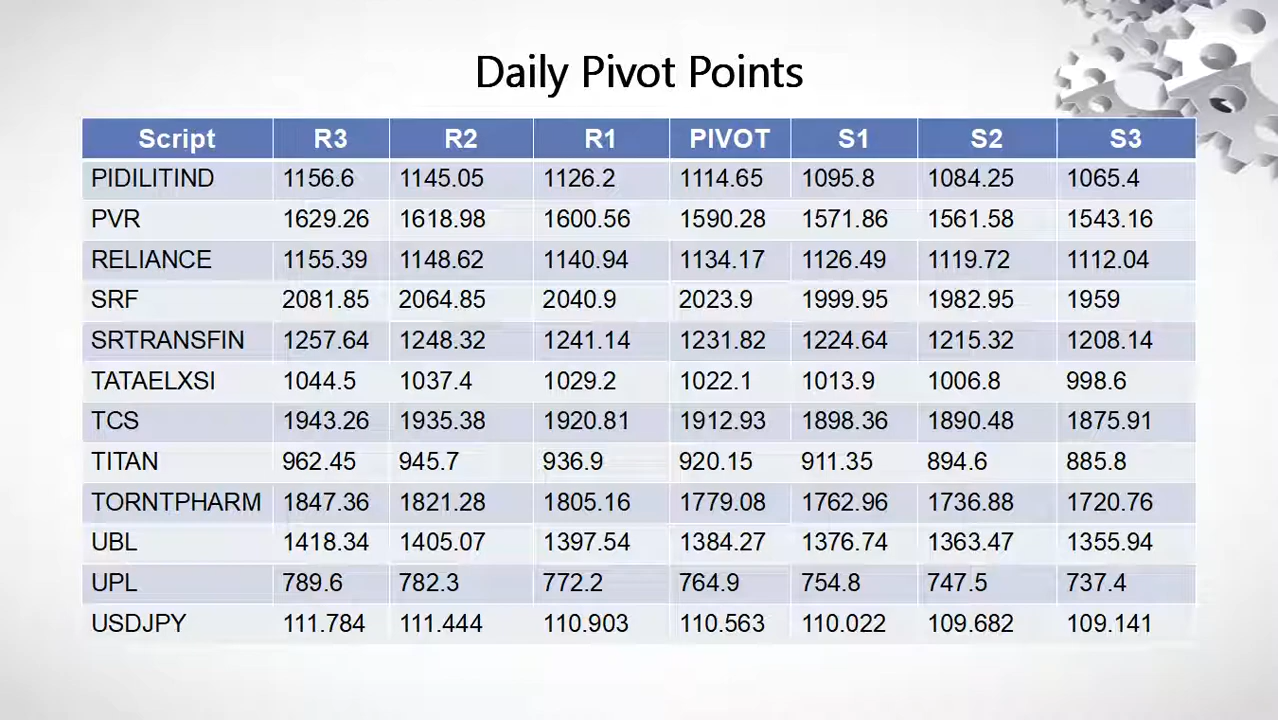 Daily Pivot Points
Script R3 R2 R1 PIVOT S1 S2 S3
PIDILITIND 1156.6 1145.05 1126.2 1114.65 1095.8 1084.25 1065.4
PVR 1629.26 1618.98 1600.56 1590.28 1571.86 1561.58 1543.16
RELIANCE 1155.39 1148.62 1140.94 1134.17 1126.49 1119.72 1112.04
SRF 2081.85 2064.85 2040.9 2023.9 1999.95 1982.95 1959
SRTRANSFIN 1257.64 1248.32 1241.14 1231.82 1224.64 1215.32 1208.14
TATAELXSI 1044.5 1037.4 1029.2 1022.1 1013.9 1006.8 998.6
TCS 1943.26 1935.38 1920.81 1912.93 1898.36 1890.48 1875.91
TITAN 962.45 945.7 936.9 920.15 911.35 894.6 885.8
TORNTPHARM 1847.36 1821.28 1805.16 1779.08 1762.96 1736.88 1720.76
UBL 1418.34 1405.07 1397.54 1384.27 1376.74 1363.47 1355.94
UPL 789.6 782.3 772.2 764.9 754.8 747.5 737.4
USDJPY 111.784 111.444 110.903 110.563 110.022 109.682 109.141